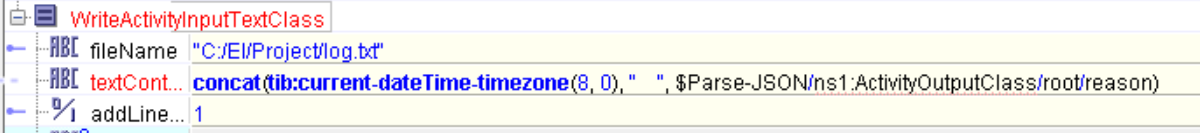 WriteActivityInputTextClass
fileName "C:/EI/Project/log.txt"
textCont... concat(tib:current-dateTime-timezone(8, 0), "   ", $Parse-JSON/ns1:ActivityOutputClass/root/reason)
addLine... 1